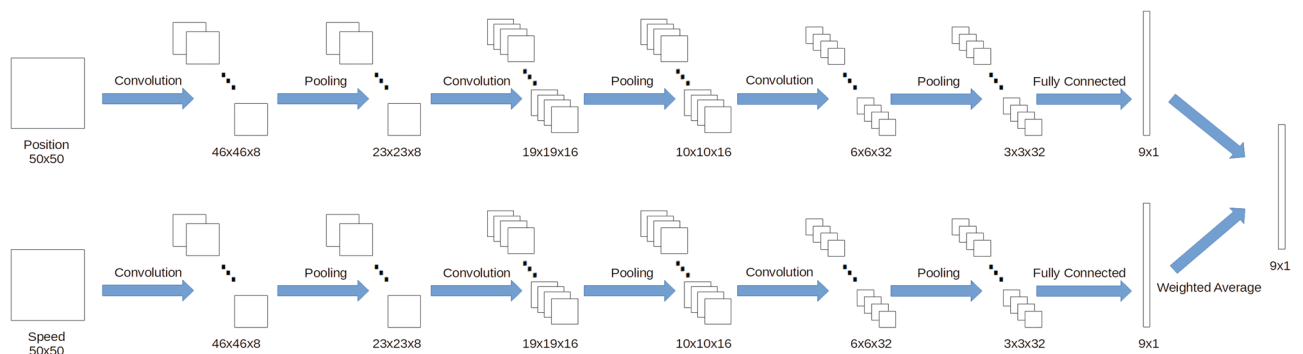 Convolution
Pooling
Convolution
Pooling
Convolution
Pooling
Fully Connected
Position
50x50
46x46x8
23x23x8
19x19x16
10x10x16
6x6x32
3x3x32
9x1
Convolution
Pooling
Convolution
Pooling
Convolution
Pooling
Fully Connected
Weighted Average
9x1
Speed
50x50
46x46x8
23x23x8
19x19x16
10x10x16
6x6x32
3x3x32
9x1